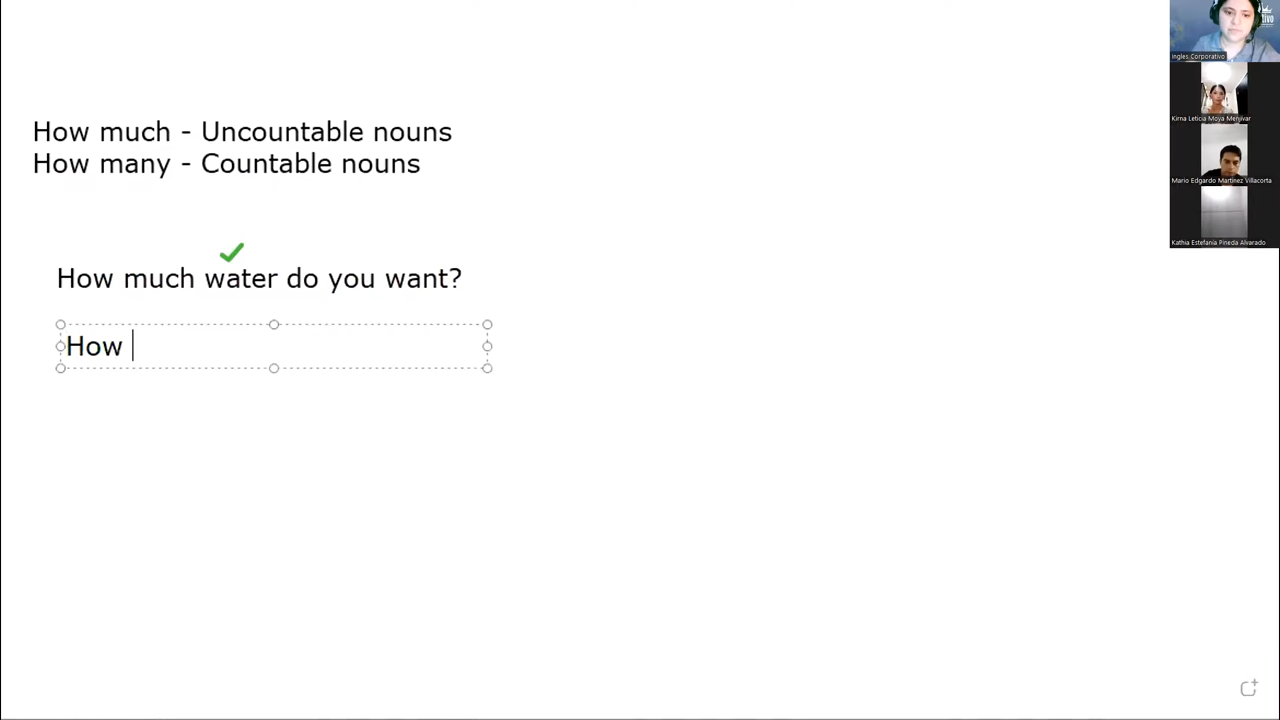 How much - Uncountable nouns
How many - Countable nouns
How much water do you want?
How
ingles Corporativo
Kirna Leticia Moya Menjivar
Mario Edgardo Martinez Villacorta
Kathia Estefania Pineda Alvarado